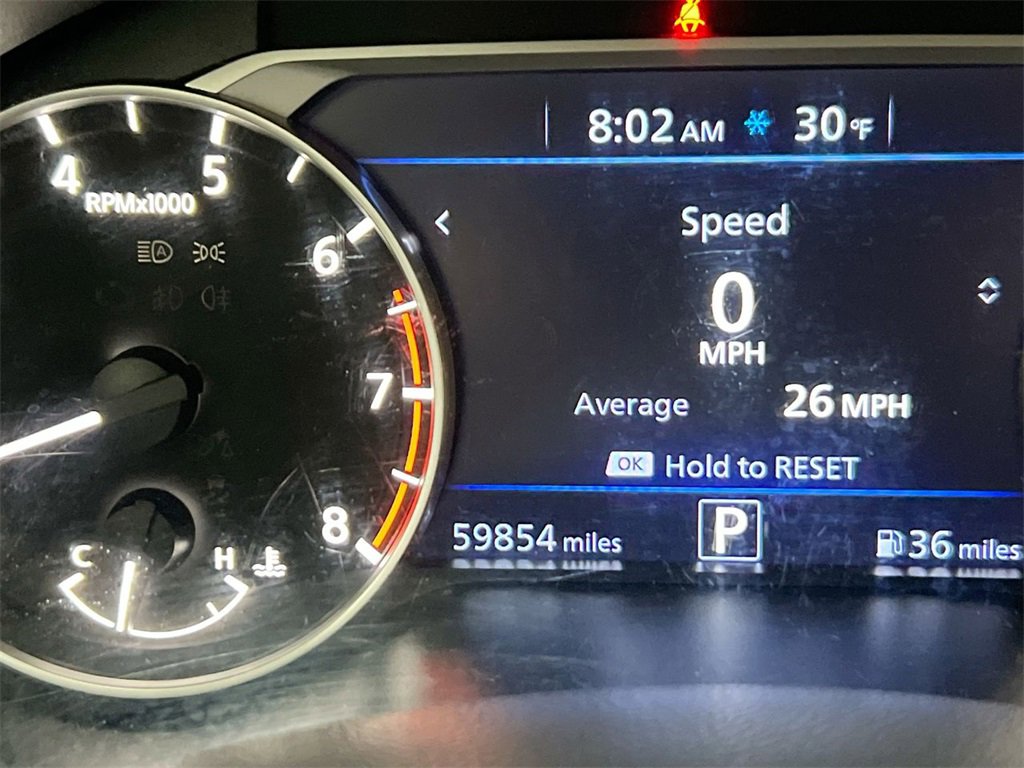 8:02 AM 30 °F
4 5
RPMx1000
A
6
Speed
0
MPH
7
Average 26 MPH
OK Hold to RESET
8
59854 miles P 36 miles
C H